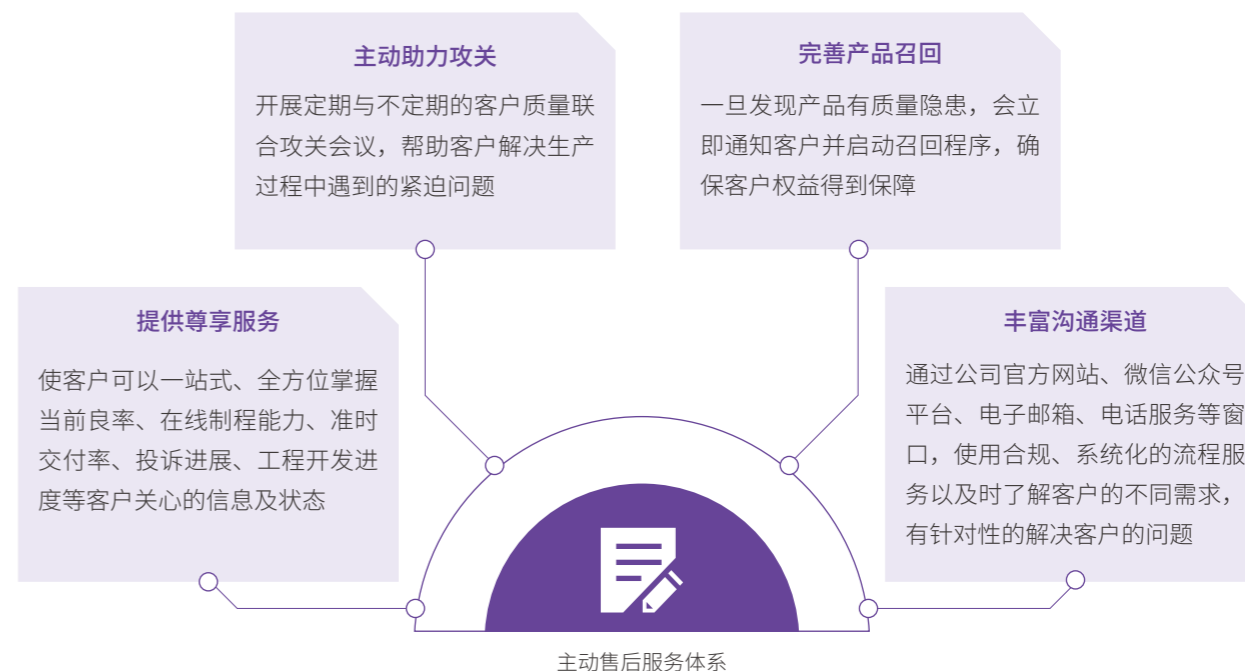 主动助力攻关
开展定期与不定期的客户质量联
合攻关会议，帮助客户解决生产
过程中遇到的紧迫问题
完善产品召回
一旦发现产品有质量隐患，会立
即通知客户并启动召回程序，确
保客户权益得到保障
提供尊享服务
使客户可以一站式、全方位掌握
当前良率、在线制程能力、准时
交付率、投诉进展、工程开发进
度等客户关心的信息及状态
丰富沟通渠道
通过公司官方网站、微信公众号
平台、电子邮箱、电话服务等窗
口，使用合规、系统化的流程服
务以及时了解客户的不同需求，
有针对性的解决客户的问题
主动售后服务体系